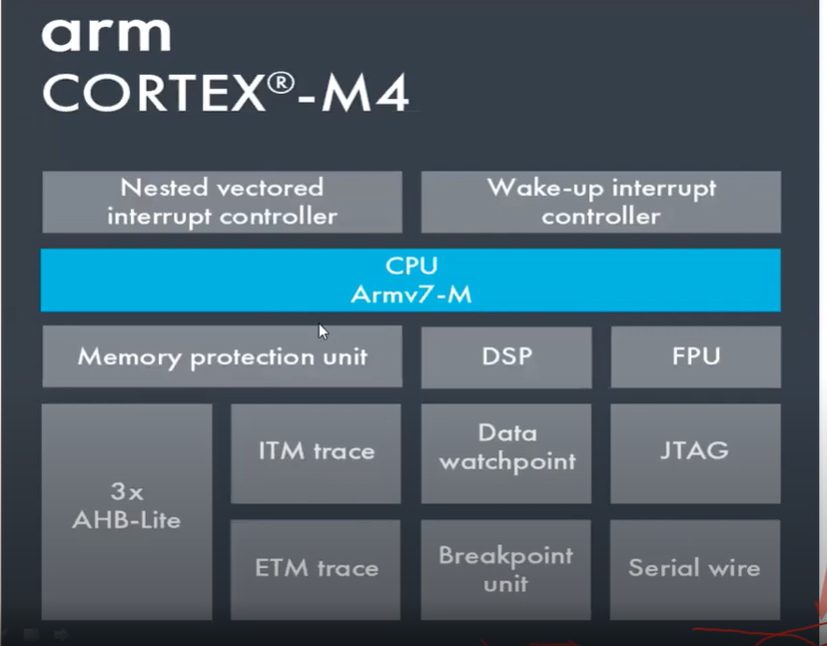 arm
CORTEX®-M4
Nested vectored
interrupt controller
Wake-up interrupt
controller
CPU
Armv7-M
Memory protection unit
DSP
FPU
3x
AHB-Lite
ITM trace
Data
watchpoint
JTAG
ETM trace
Breakpoint
unit
Serial wire